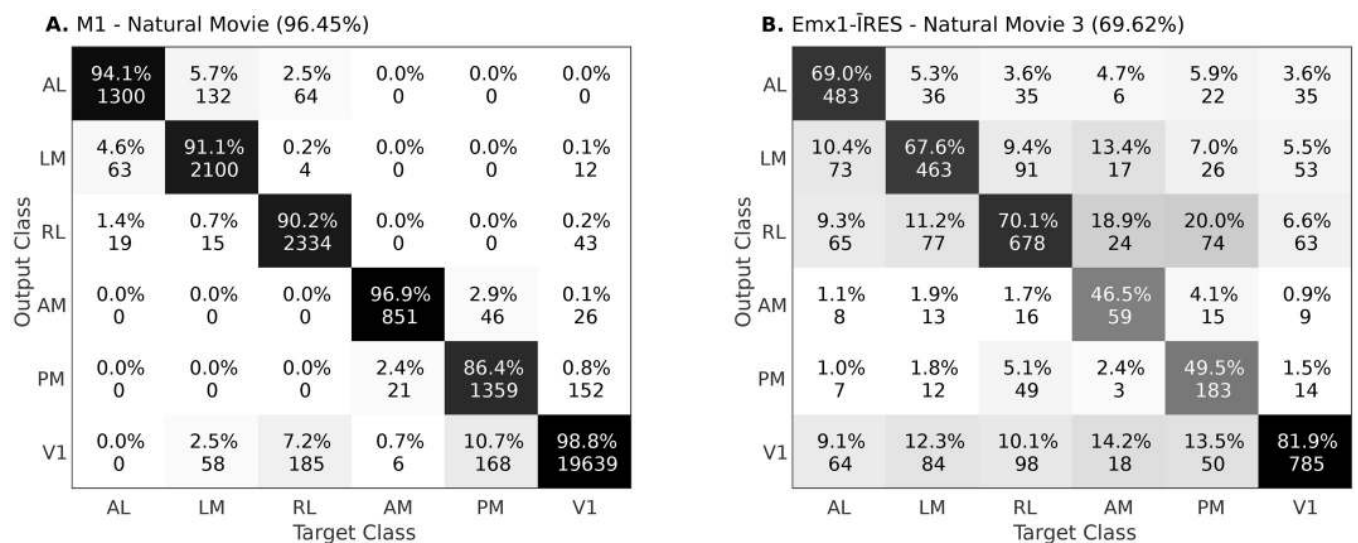 A. M1 - Natural Movie (96.45%)
AL 94.1% 5.7% 2.5% 0.0% 0.0% 0.0%
1300 132 64 0 0 0
LM 4.6% 91.1% 0.2% 0.0% 0.0% 0.1%
63 2100 4 0 0 12
RL 1.4% 0.7% 90.2% 0.0% 0.0% 0.2%
19 15 2334 0 0 43
AM 0.0% 0.0% 0.0% 96.9% 2.9% 0.1%
0 0 0 851 46 26
PM 0.0% 0.0% 0.0% 2.4% 86.4% 0.8%
0 0 0 21 1359 152
V1 0.0% 2.5% 7.2% 0.7% 10.7% 98.8%
0 58 185 6 168 19639
AL LM RL AM PM V1
Target Class
Output Class
B. Emx1-ĪRES - Natural Movie 3 (69.62%)
AL 69.0% 5.3% 3.6% 4.7% 5.9% 3.6%
483 36 35 6 22 35
LM 10.4% 67.6% 9.4% 13.4% 7.0% 5.5%
73 463 91 17 26 53
RL 9.3% 11.2% 70.1% 18.9% 20.0% 6.6%
65 77 678 24 74 63
AM 1.1% 1.9% 1.7% 46.5% 4.1% 0.9%
8 13 16 59 15 9
PM 1.0% 1.8% 5.1% 2.4% 49.5% 1.5%
7 12 49 3 183 14
V1 9.1% 12.3% 10.1% 14.2% 13.5% 81.9%
64 84 98 18 50 785
AL LM RL AM PM V1
Target Class
Output Class